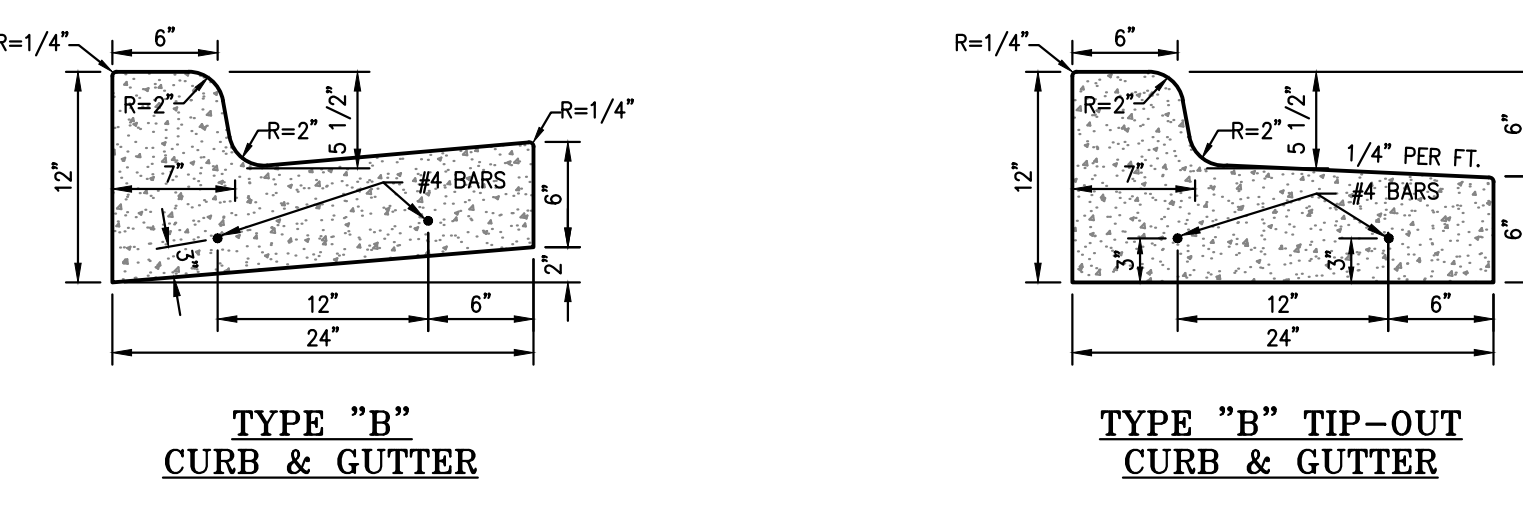 R=1/4"
6"
R=2"
R=2"
5 1/2"
R=1/4"
12"
7"
#4 BARS
6"
3"
2"
12"
6"
24"
TYPE "B"
CURB & GUTTER
R=1/4"
6"
R=2"
R=2"
5 1/2"
6"
1/4" PER FT.
12"
7"
#4 BARS
6"
3"
3"
12"
6"
24"
TYPE "B" TIP-OUT
CURB & GUTTER